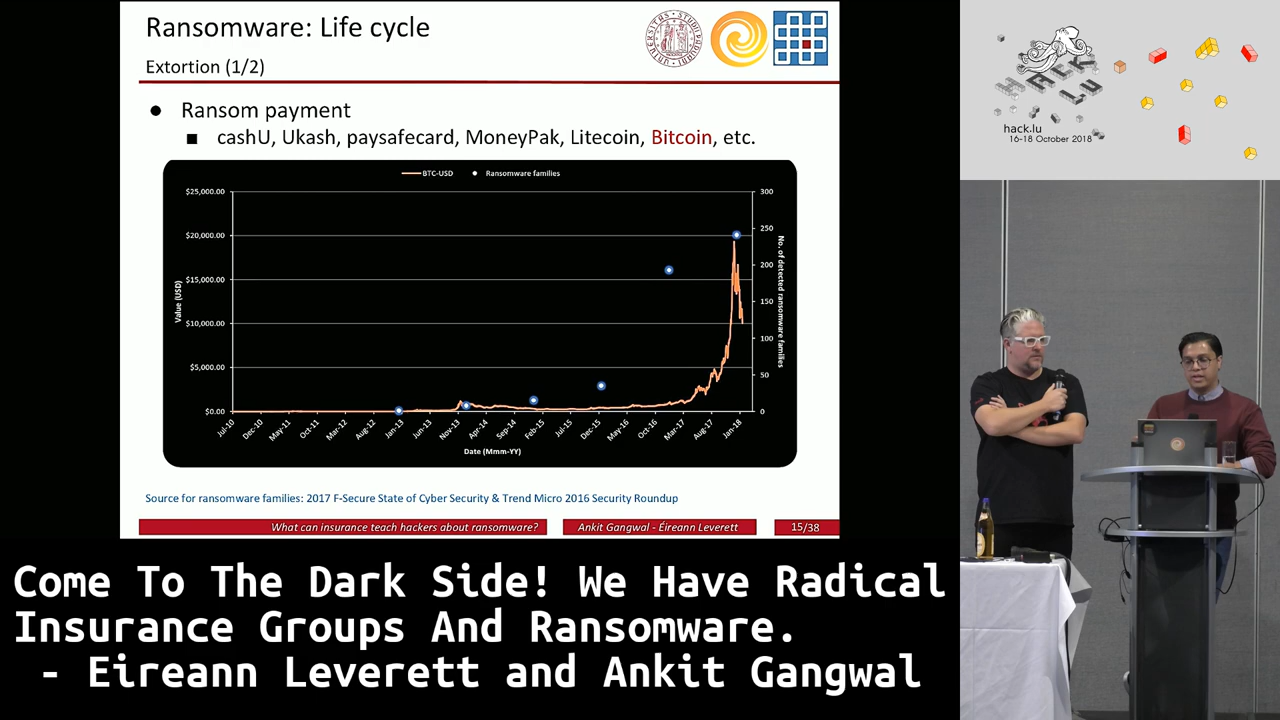 Ransomware: Life cycle
Extortion (1/2)
● Ransom payment
■ cashU, Ukash, paysafecard, MoneyPak, Litecoin, Bitcoin, etc.
BTC-USD Ransomware families
$25,000.00
$20,000.00
$15,000.00
$10,000.00
$5,000.00
$0.00
Value (USD)
300
250
200
150
100
50
0
No. of detected ransomware families
Jul-10 Dec-10 May-11 Oct-11 Mar-12 Aug-12 Jan-13 Jun-13 Nov-13 Apr-14 Sep-14 Feb-15 Jul-15 Dec-15 May-16 Oct-16 Mar-17 Aug-17 Jan-18
Date (Mmm-YY)
Source for ransomware families: 2017 F-Secure State of Cyber Security & Trend Micro 2016 Security Roundup
What can insurance teach hackers about ransomware? Ankit Gangwal - Éireann Leverett 15/38
hack.lu
16-18 October 2018
Come To The Dark Side! We Have Radical
Insurance Groups And Ransomware.
- Eireann Leverett and Ankit Gangwal